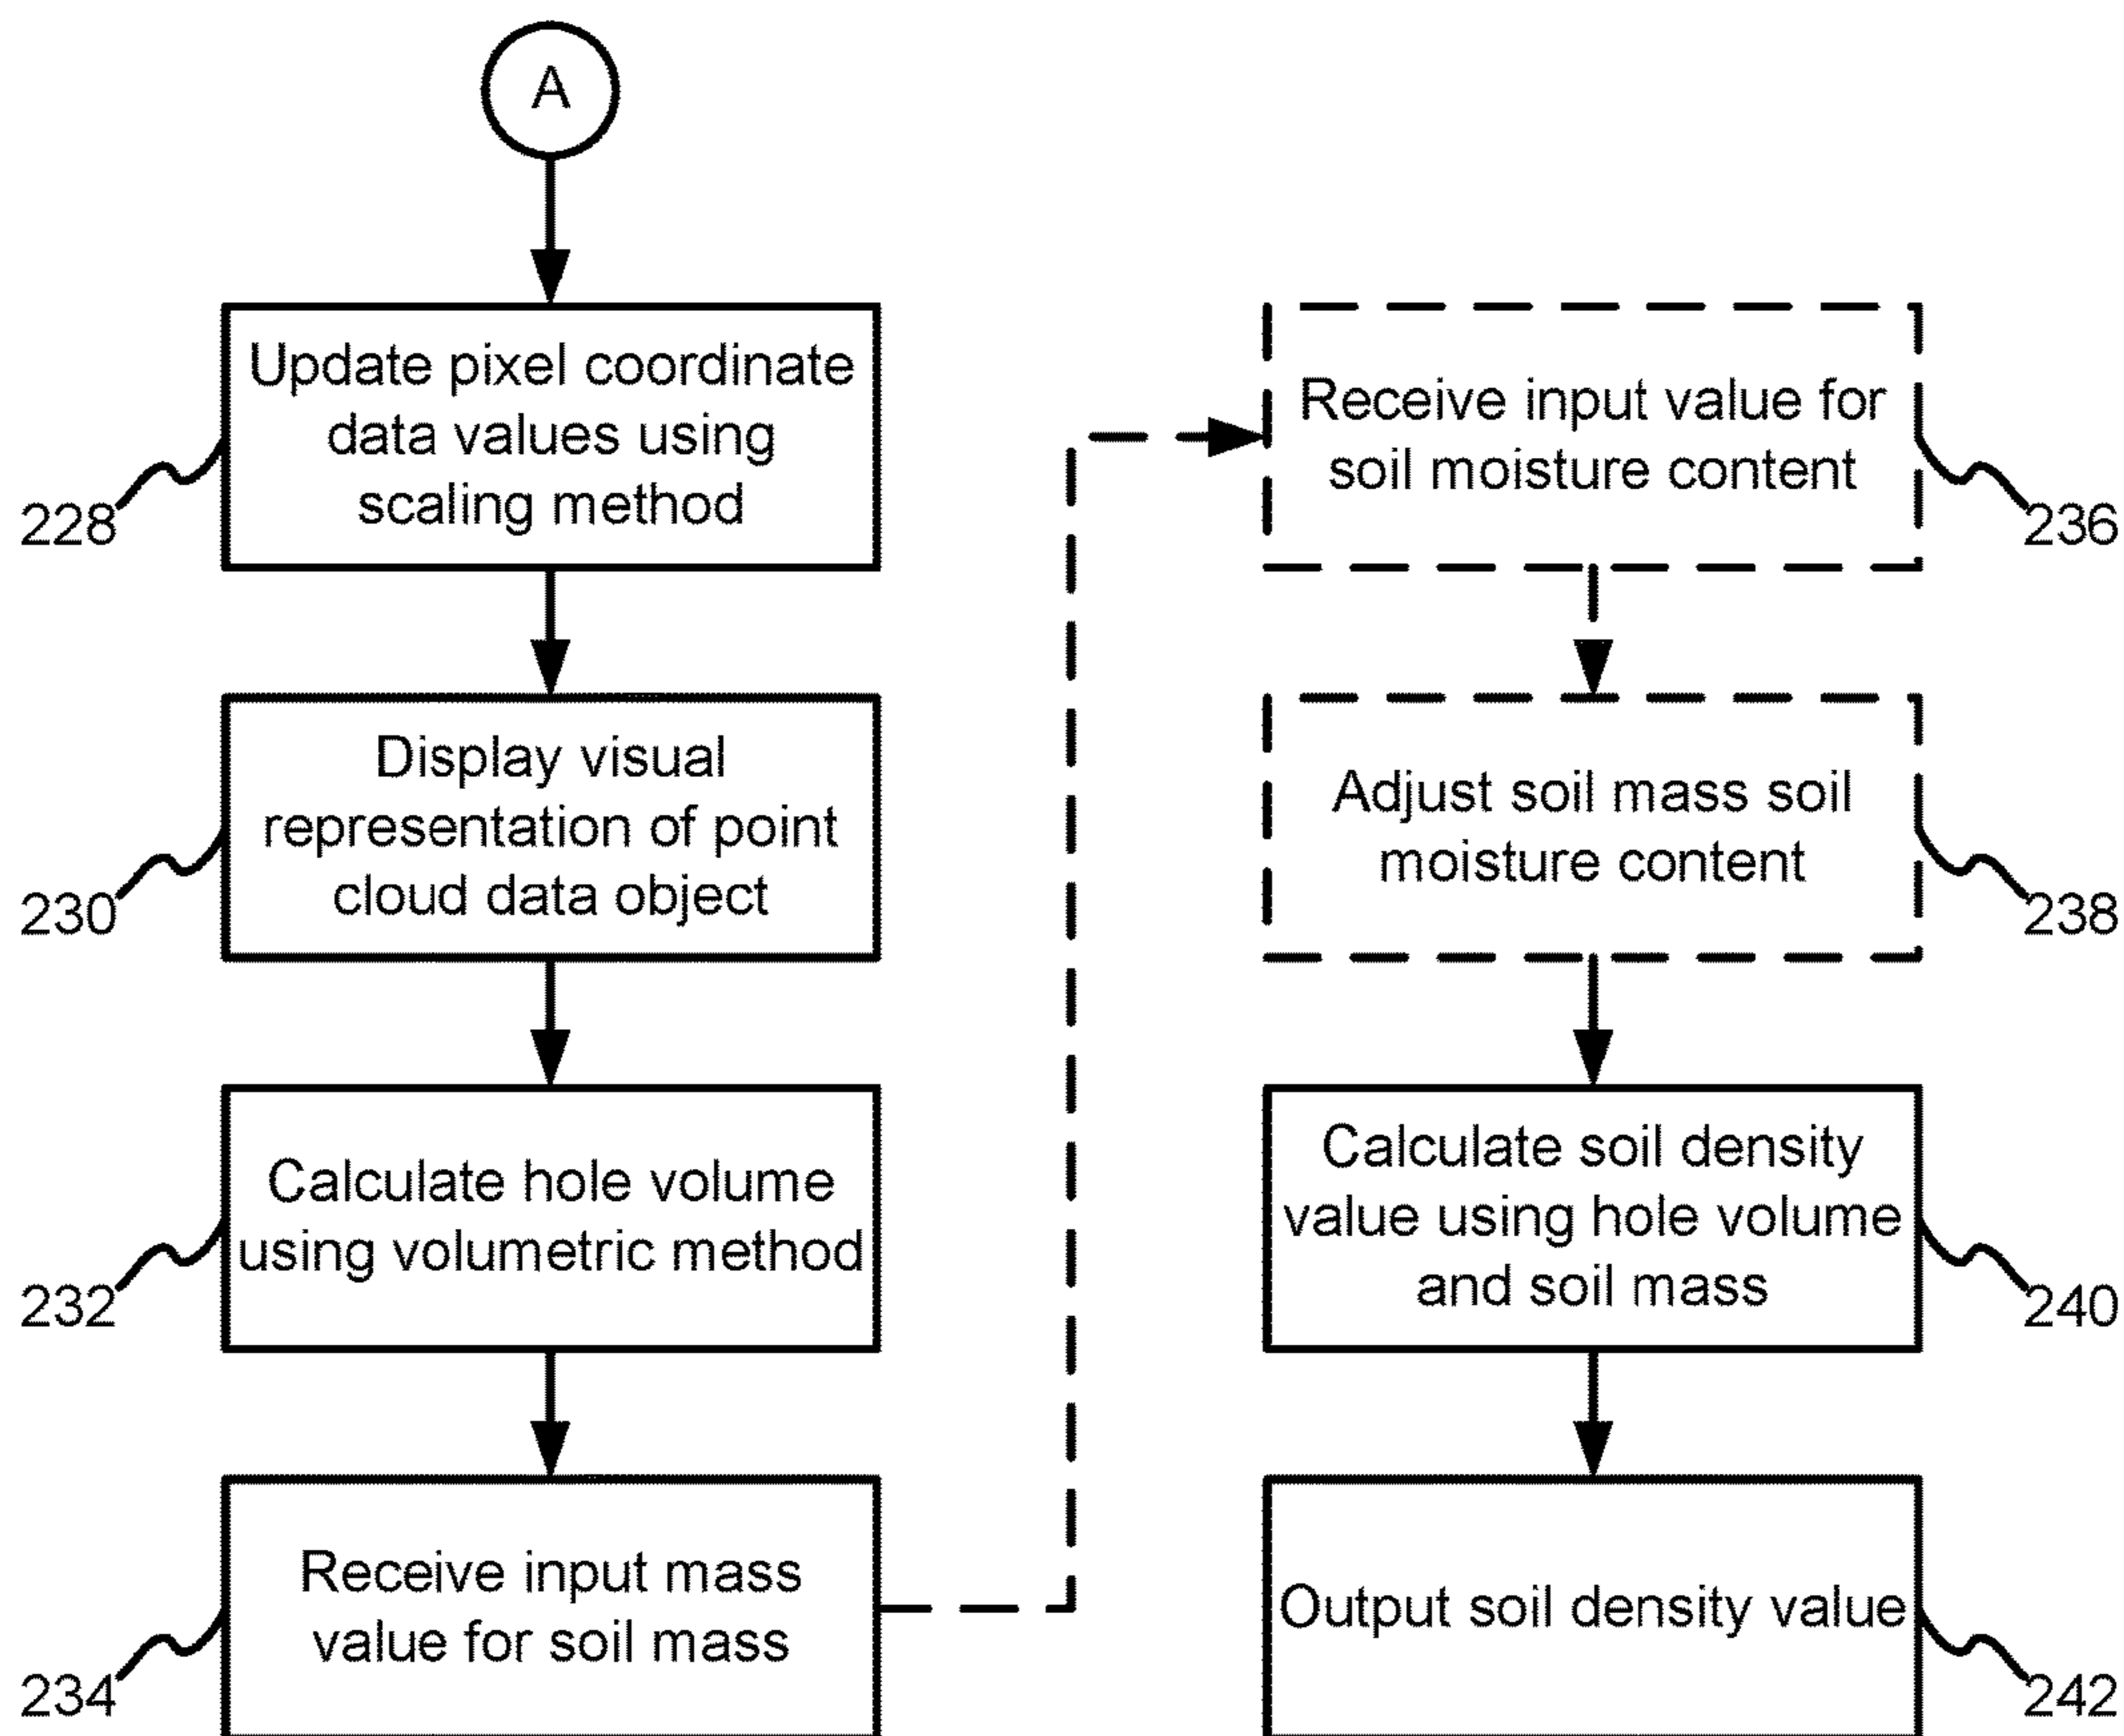 A
Update pixel coordinate
data values using
scaling method
228
Display visual
representation of point
cloud data object
230
Calculate hole volume
using volumetric method
232
Receive input mass
value for soil mass
234
Receive input value for
soil moisture content
236
Adjust soil mass soil
moisture content
238
Calculate soil density
value using hole volume
and soil mass
240
Output soil density value
242